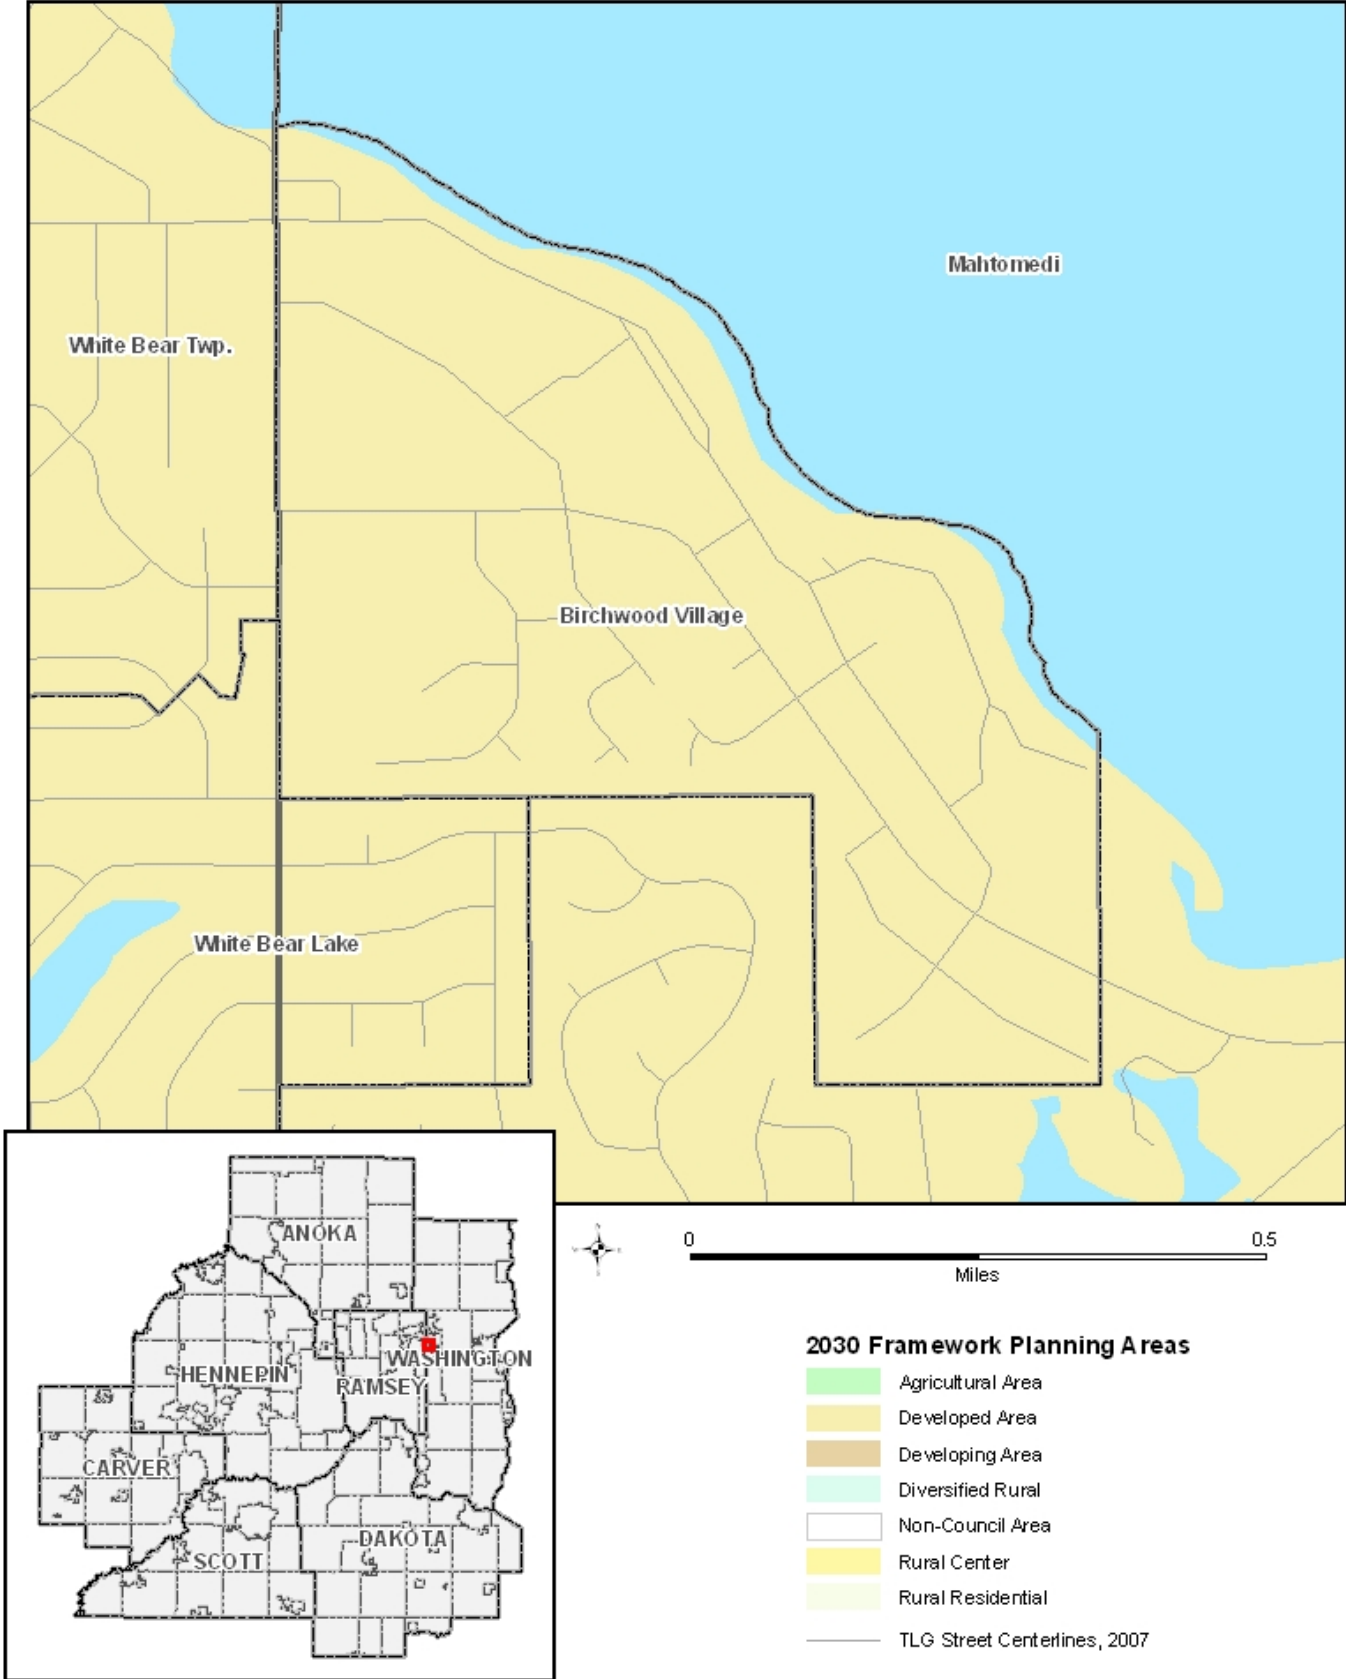 Mahtomedi
White Bear Twp.
Birchwood Village
White Bear Lake
ANOKA
HENNEPIN
WASHINGTON
RAMSEY
CARVER
DAKOTA
SCOTT
0 0.5
Miles
2030 Framework Planning Areas
Agricultural Area
Developed Area
Developing Area
Diversified Rural
Non-Council Area
Rural Center
Rural Residential
TLG Street Centerlines, 2007